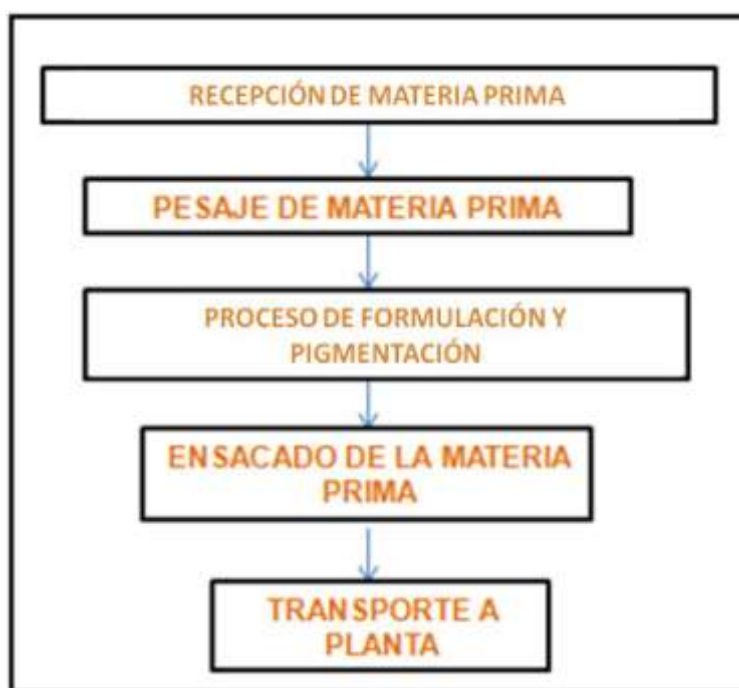 RECEPCIÓN DE MATERIA PRIMA
PESAJE DE MATERIA PRIMA
PROCESO DE FORMULACIÓN Y
PIGMENTACIÓN
ENSACADO DE LA MATERIA
PRIMA
TRANSPORTE A
PLANTA